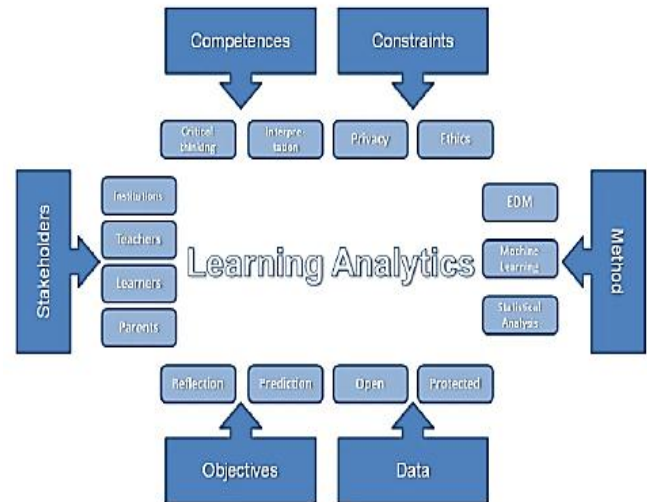 Competences
Constraints
Critical
thinking
Interpre-
tation
Privacy
Ethics
Stakeholders
Institutions
Teachers
Learners
Parents
Learning Analytics
EDM
Machine
Learning
Statistical
Analysis
Method
Reflection
Prediction
Open
Protected
Objectives
Data